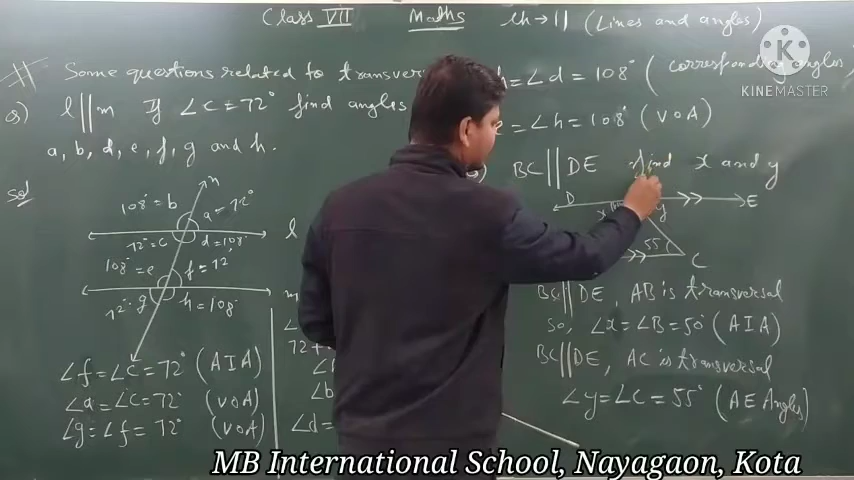 Class VII Maths Ch → 11 (Lines and angles)
Some questions related to
∠d = 108° (
KINEMASTER
Q) l || m If ∠C = 72° find angles
a, b, d, e, f, g and h.
= ∠h = 108° (VOA)
BC || DE find x and y
Sol
n
108° = b
a = 72°
72° = c
d = 108°
l
108° = e
f = 72°
72° = g
h = 108°
m
D
E
x
y
55°
C
∠f = ∠C = 72° (AIA)
∠a = ∠C = 72° (VOA)
∠g = ∠f = 72° (VOA)
72 +
∠d =
BC || DE, AB is transversal
So, ∠x = ∠B = 50° (AIA)
BC || DE, AC is transversal
∠y = ∠C = 55° (AE Angles)
MB International School, Nayagaon, Kota